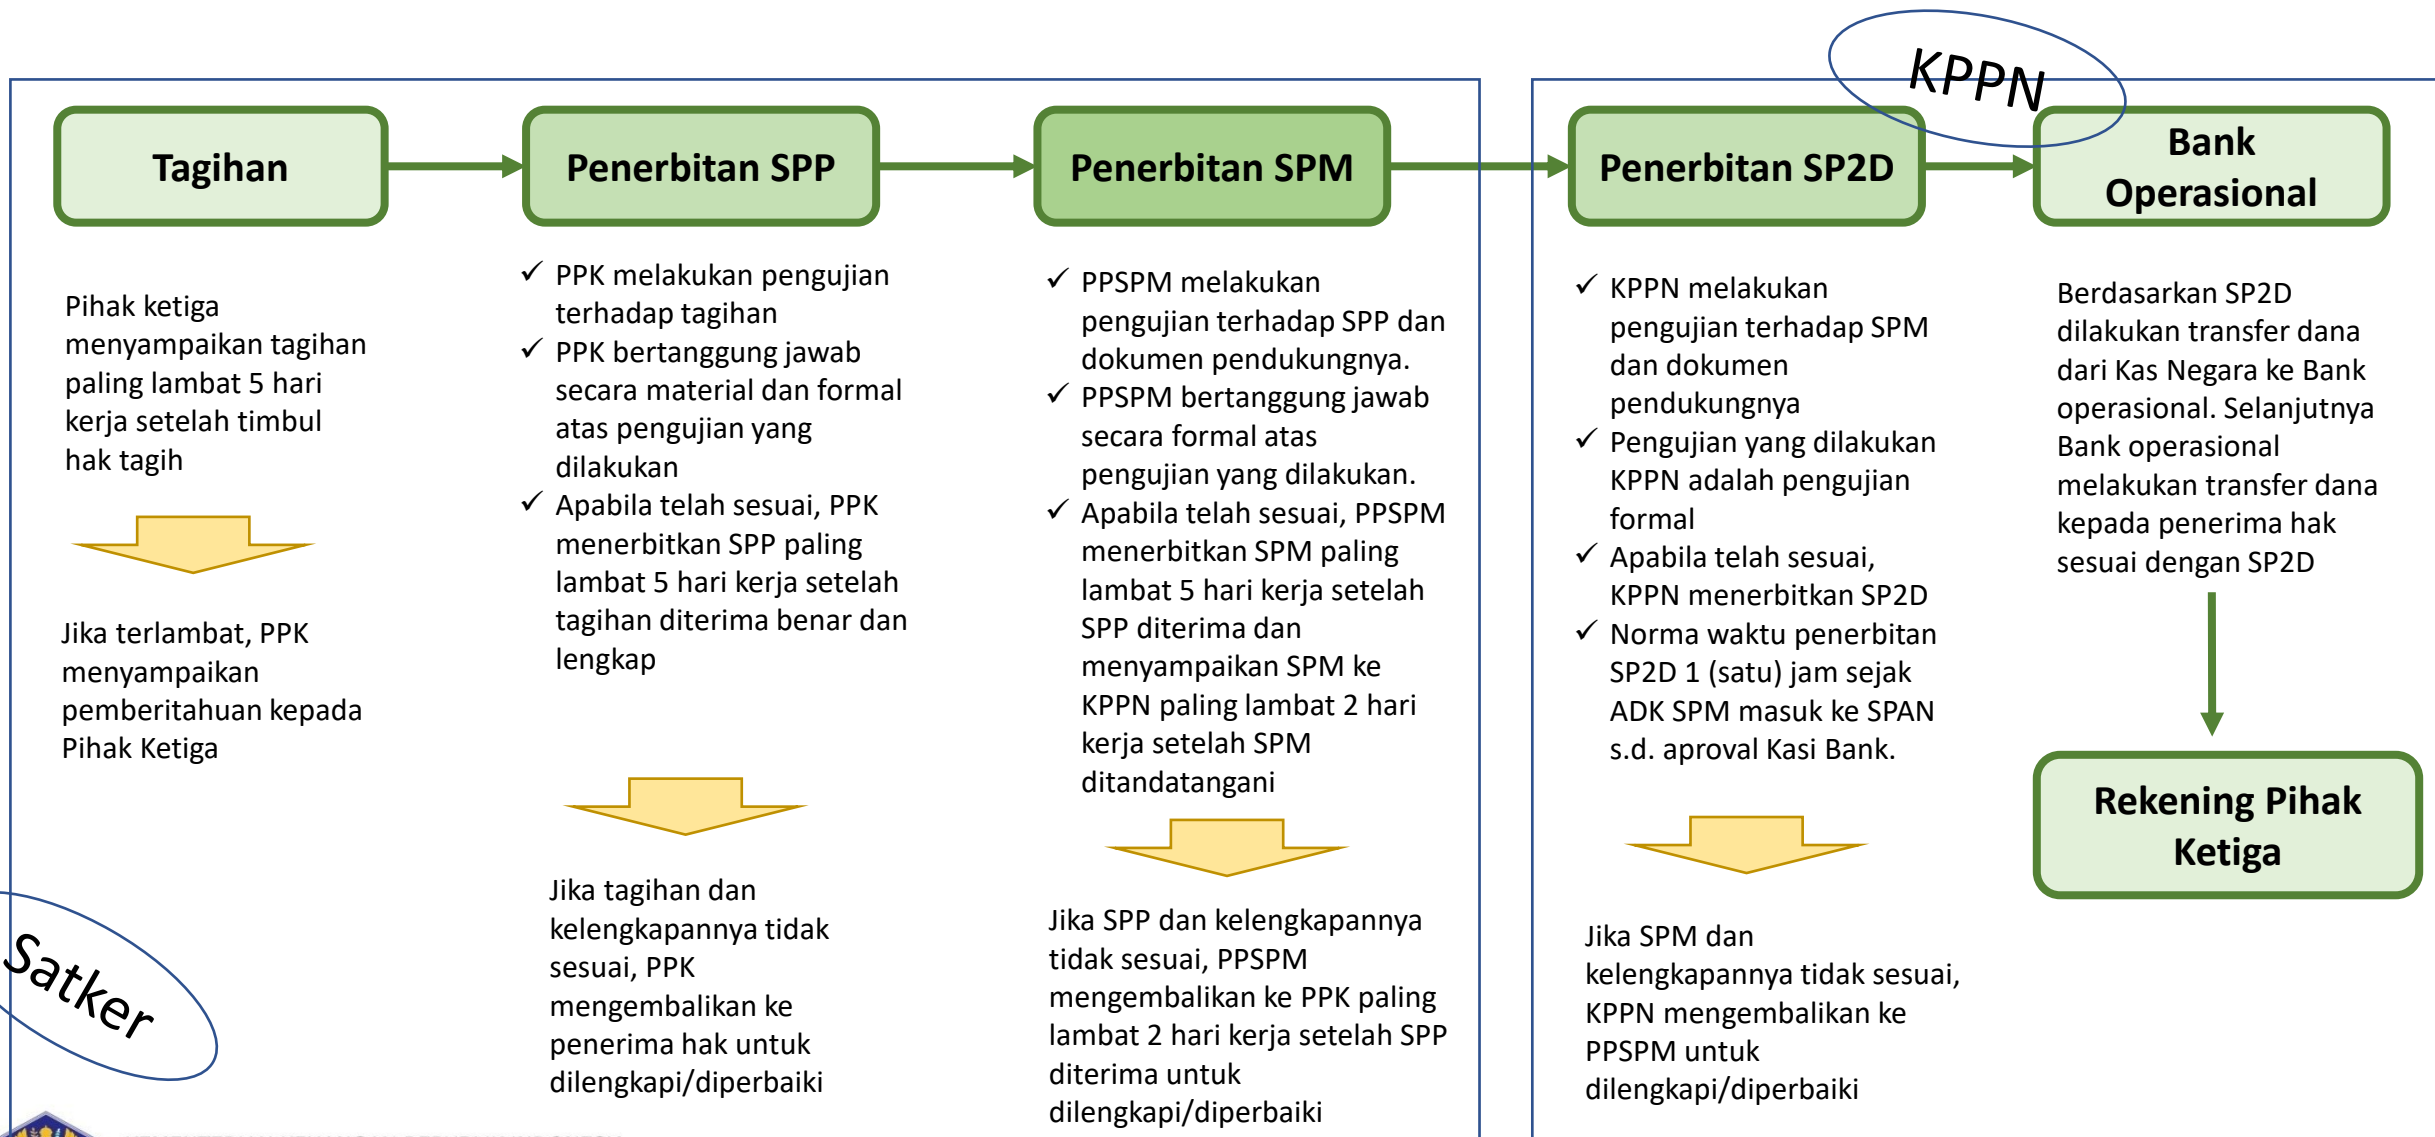 KPPN
Tagihan
Pihak ketiga
menyampaikan tagihan
paling lambat 5 hari
kerja setelah timbul
hak tagih
Jika terlambat, PPK
menyampaikan
pemberitahuan kepada
Pihak Ketiga
Satker
Penerbitan SPP
✓ PPK melakukan pengujian
terhadap tagihan
✓ PPK bertanggung jawab
secara material dan formal
atas pengujian yang
dilakukan
✓ Apabila telah sesuai, PPK
menerbitkan SPP paling
lambat 5 hari kerja setelah
tagihan diterima benar dan
lengkap
Jika tagihan dan
kelengkapannya tidak
sesuai, PPK
mengembalikan ke
penerima hak untuk
dilengkapi/diperbaiki
Penerbitan SPM
✓ PPSPM melakukan
pengujian terhadap SPP dan
dokumen pendukungnya.
✓ PPSPM bertanggung jawab
secara formal atas
pengujian yang dilakukan.
✓ Apabila telah sesuai, PPSPM
menerbitkan SPM paling
lambat 5 hari kerja setelah
SPP diterima dan
menyampaikan SPM ke
KPPN paling lambat 2 hari
kerja setelah SPM
ditandatangani
Jika SPP dan kelengkapannya
tidak sesuai, PPSPM
mengembalikan ke PPK paling
lambat 2 hari kerja setelah SPP
diterima untuk
dilengkapi/diperbaiki
Penerbitan SP2D
✓ KPPN melakukan
pengujian terhadap SPM
dan dokumen
pendukungnya
✓ Pengujian yang dilakukan
KPPN adalah pengujian
formal
✓ Apabila telah sesuai,
KPPN menerbitkan SP2D
✓ Norma waktu penerbitan
SP2D 1 (satu) jam sejak
ADK SPM masuk ke SPAN
s.d. aproval Kasi Bank.
Jika SPM dan
kelengkapannya tidak sesuai,
KPPN mengembalikan ke
PPSPM untuk
dilengkapi/diperbaiki
Bank
Operasional
Berdasarkan SP2D
dilakukan transfer dana
dari Kas Negara ke Bank
operasional. Selanjutnya
Bank operasional
melakukan transfer dana
kepada penerima hak
sesuai dengan SP2D
Rekening Pihak
Ketiga